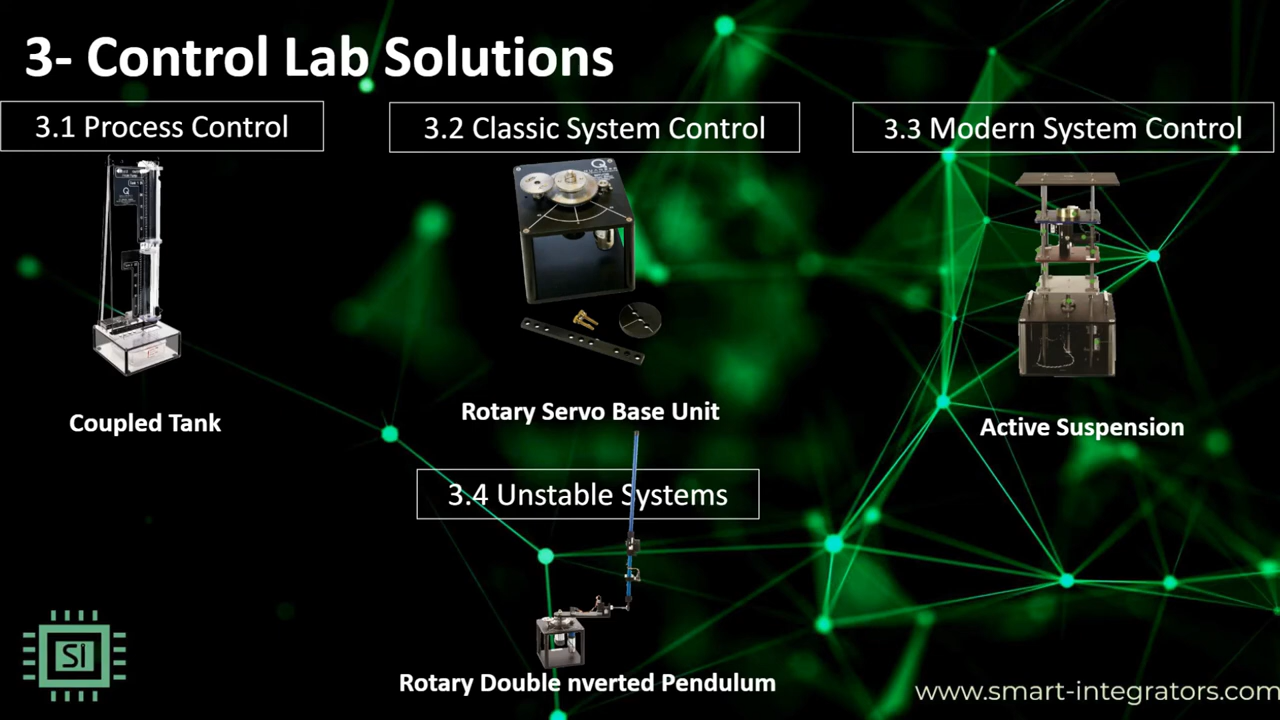 3- Control Lab Solutions
3.1 Process Control
3.2 Classic System Control
3.3 Modern System Control
Coupled Tank
Rotary Servo Base Unit
Active Suspension
3.4 Unstable Systems
Rotary Double nverted Pendulum
SI
www.smart-integrators.com